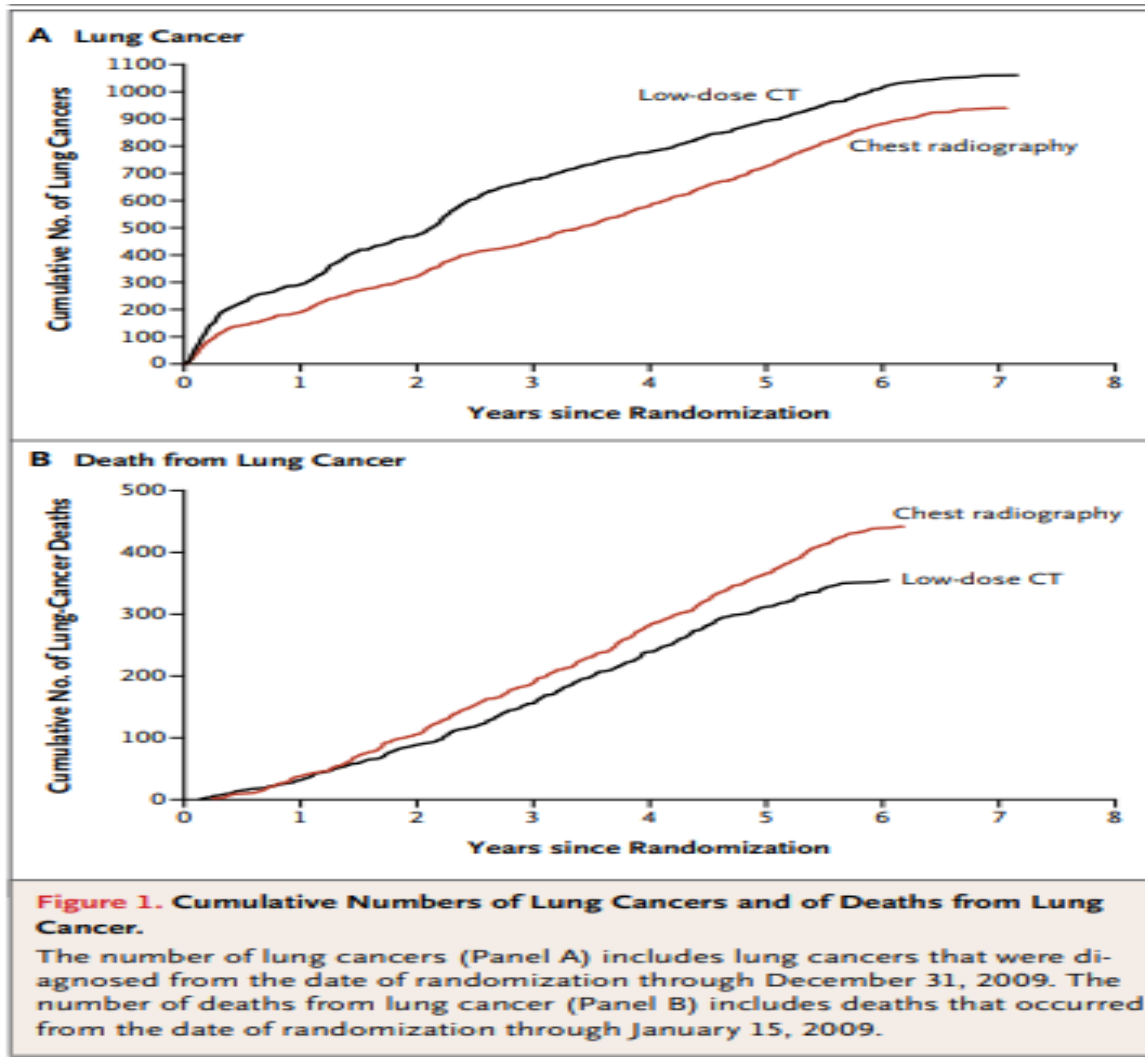 A Lung Cancer
1100
1000
900
800
700
600
500
400
300
200
100
0
Cumulative No. of Lung Cancers
Low-dose CT
Chest radiography
0 1 2 3 4 5 6 7 8
Years since Randomization
B Death from Lung Cancer
500
400
300
200
100
0
Cumulative No. of Lung-Cancer Deaths
Chest radiography
Low-dose CT
0 1 2 3 4 5 6 7 8
Years since Randomization
Figure 1. Cumulative Numbers of Lung Cancers and of Deaths from Lung
Cancer.
The number of lung cancers (Panel A) includes lung cancers that were di-
agnosed from the date of randomization through December 31, 2009. The
number of deaths from lung cancer (Panel B) includes deaths that occurred
from the date of randomization through January 15, 2009.